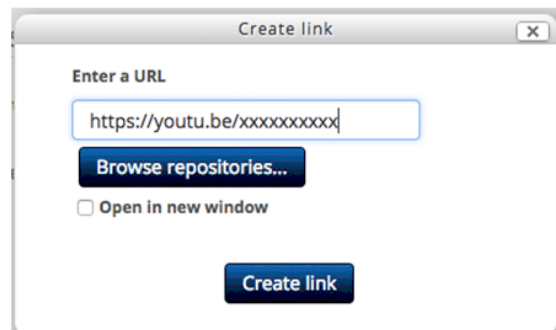 Create link
Enter a URL
https://youtu.be/xxxxxxxxxx
Browse repositories...
Open in new window
Create link